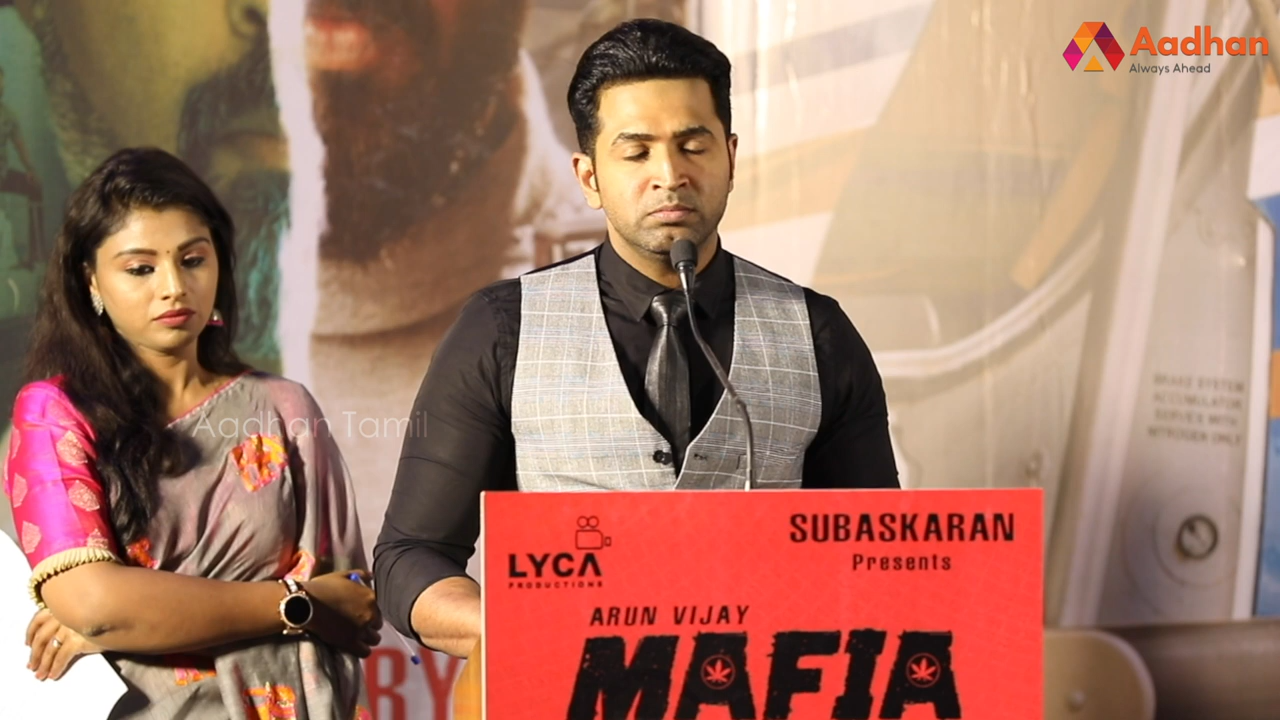 Aadhan
Always Ahead
Aadhan Tamil
BRAKE SYSTEM
ACCUMULATOR
SERVICE WITH
NITROGEN ONLY
LYCA
PRODUCTIONS
SUBASKARAN
Presents
ARUN VIJAY
MAFIA
BY